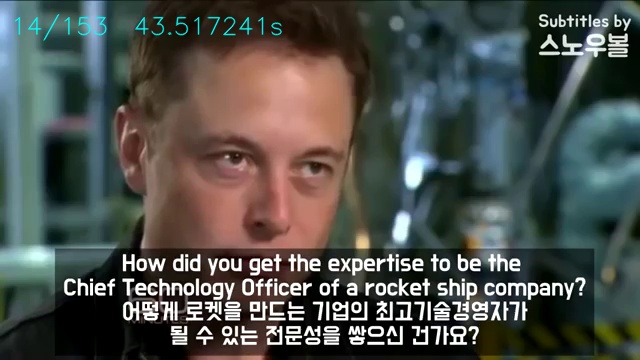 14/153 43.517241s
Subtitles by
스노우볼
How did you get the expertise to be the
Chief Technology Officer of a rocket ship company?
어떻게 로켓을 만드는 기업의 최고기술경영자가
될 수 있는 전문성을 쌓으신 건가요?